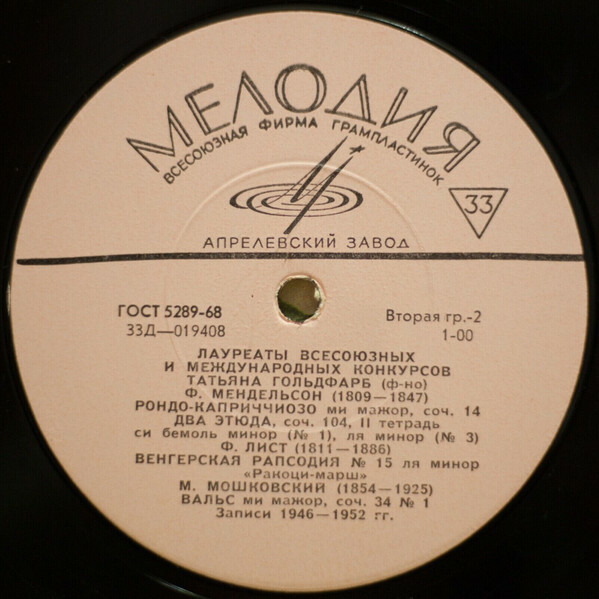 МЕЛОДИЯ
ВСЕСОЮЗНАЯ ФИРМА ГРАМПЛАСТИНОК
33
АПРЕЛЕВСКИЙ ЗАВОД
ГОСТ 5289-68
Вторая гр.-2
33Д—019408
1-00
ЛАУРЕАТЫ ВСЕСОЮЗНЫХ
И МЕЖДУНАРОДНЫХ КОНКУРСОВ
ТАТЬЯНА ГОЛЬДФАРБ (ф-но)
Ф. МЕНДЕЛЬСОН (1809—1847)
РОНДО-КАПРИЧЧИОЗО ми мажор, соч. 14
ДВА ЭТЮДА, соч. 104, II тетрадь
си бемоль минор (№ 1), ля минор (№ 3)
Ф. ЛИСТ (1811—1886)
ВЕНГЕРСКАЯ РАПСОДИЯ № 15 ля минор
«Ракоци-марш»
М. МОШКОВСКИЙ (1854—1925)
ВАЛЬС ми мажор, соч. 34 № 1
Записи 1946—1952 гг.